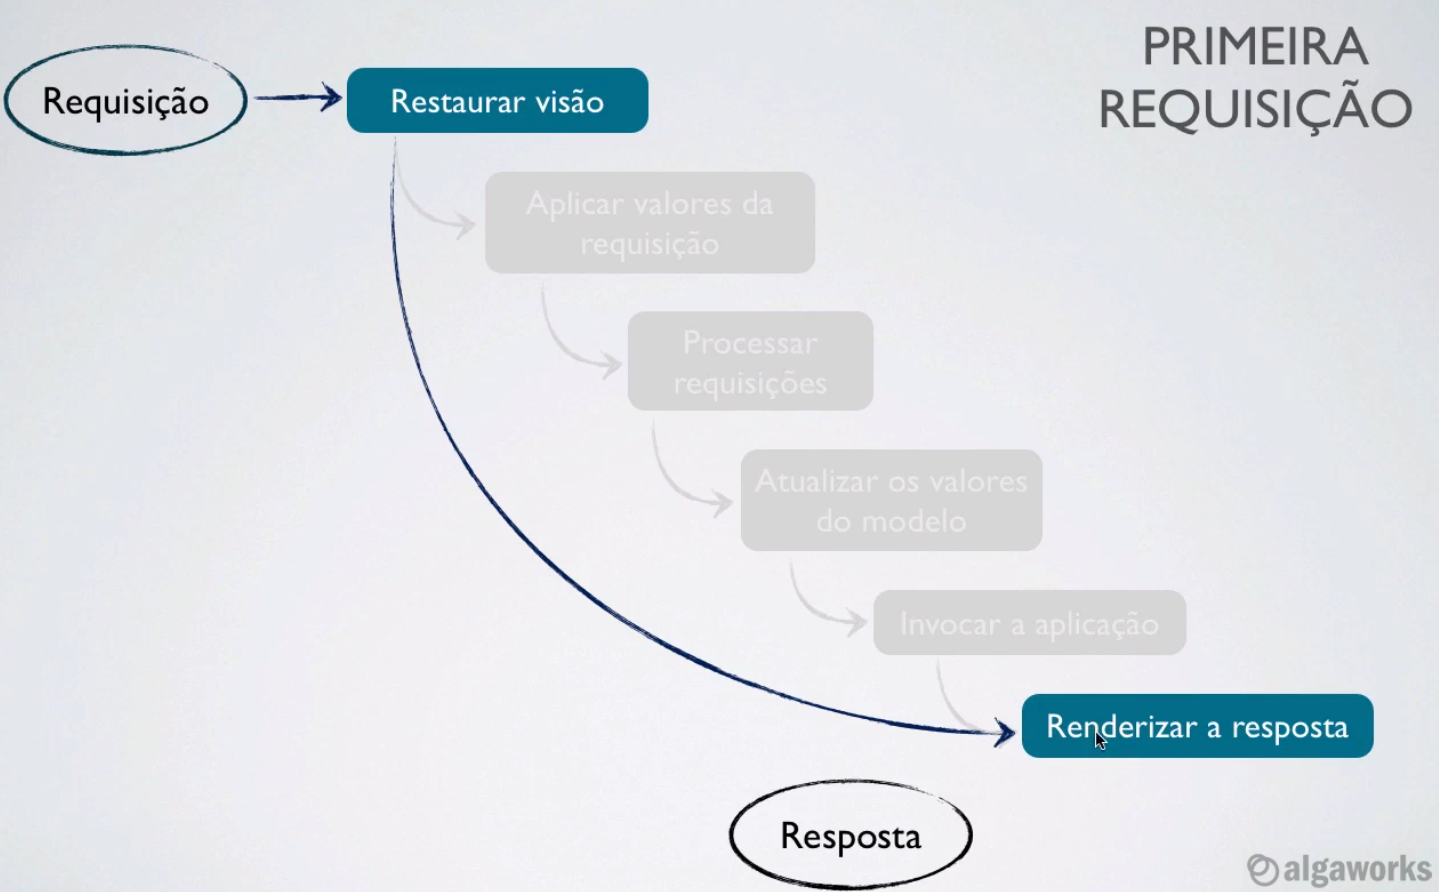 PRIMEIRA
REQUISIÇÃO
Requisição
Restaurar visão
Aplicar valores da
requisição
Processar
requisições
Atualizar os valores
do modelo
Invocar a aplicação
Renderizar a resposta
Resposta
algaworks